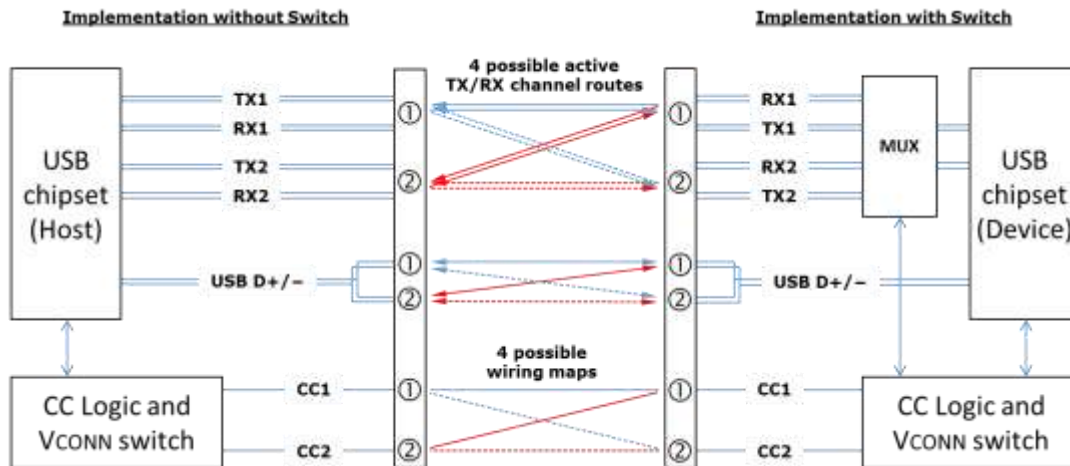 Implementation without Switch
Implementation with Switch
4 possible active
TX/RX channel routes
TX1
RX1
TX2
RX2
USB
chipset
(Host)
①
②
①
②
RX1
TX1
RX2
TX2
MUX
USB
chipset
(Device)
USB D+/−
①
②
①
②
USB D+/−
4 possible
wiring maps
CC Logic and
VCONN switch
CC1
CC2
①
②
①
②
CC1
CC2
CC Logic and
VCONN switch